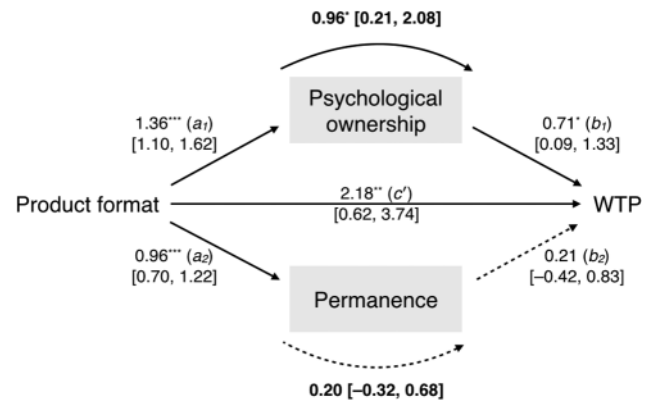 0.96* [0.21, 2.08]
Psychological
ownership
1.36*** (a₁)
[1.10, 1.62]
0.71* (b₁)
[0.09, 1.33]
Product format
2.18** (c′)
[0.62, 3.74]
WTP
0.96*** (a₂)
[0.70, 1.22]
Permanence
0.21 (b₂)
[−0.42, 0.83]
0.20 [−0.32, 0.68]